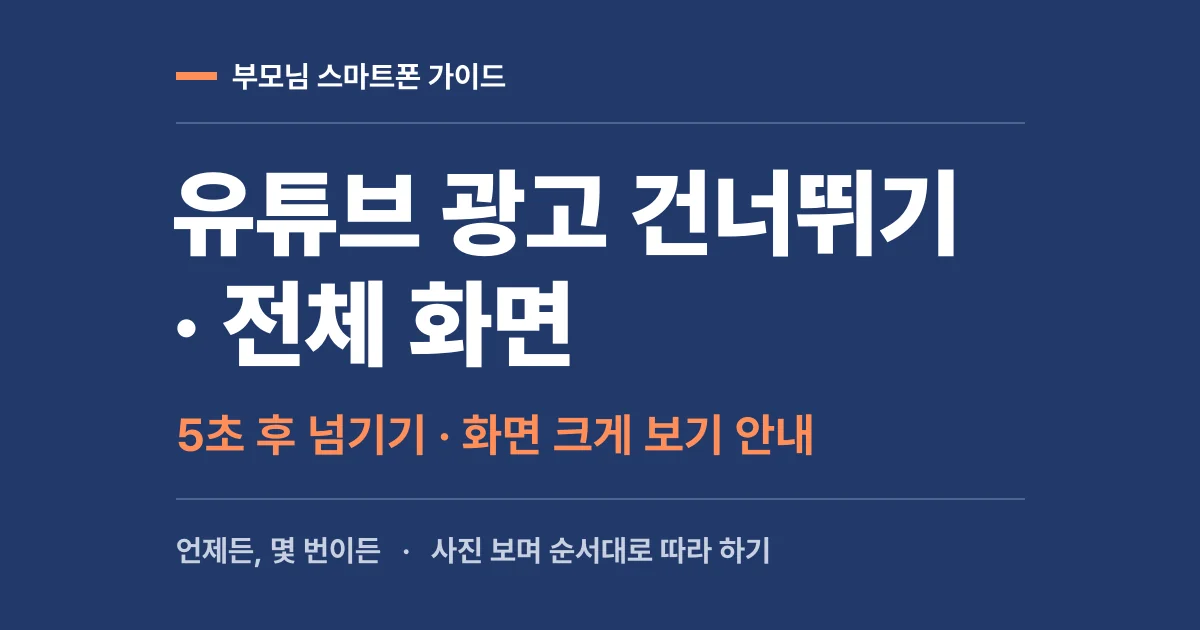 부모님 스마트폰 가이드
유튜브 광고 건너뛰기
· 전체 화면
5초 후 넘기기 · 화면 크게 보기 안내
언제든, 몇 번이든 · 사진 보며 순서대로 따라 하기